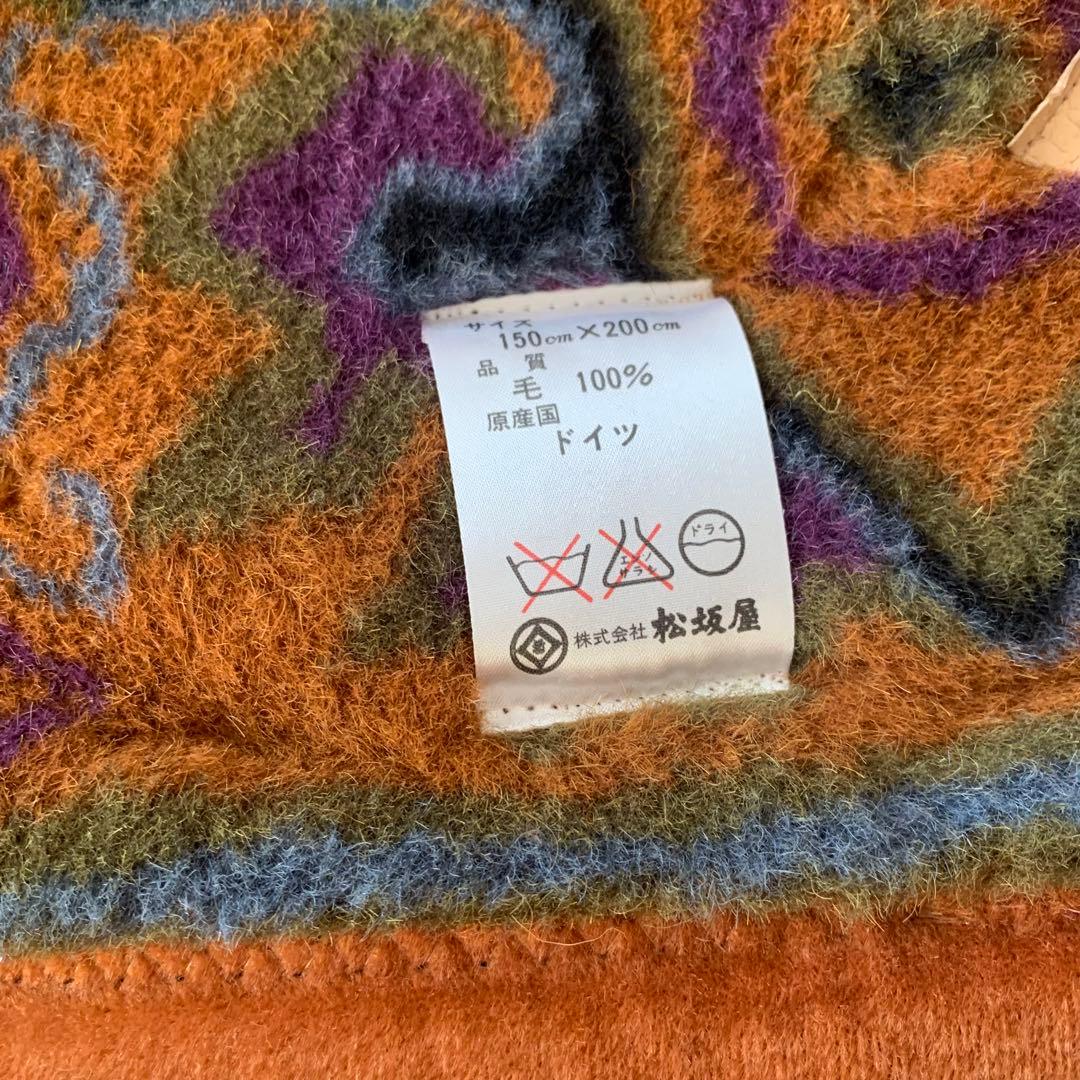 サイズ
150cm×200cm
品 質
毛 100%
原産国
ドイツ
エンソ
サラシ
ドライ
株式会社 松坂屋